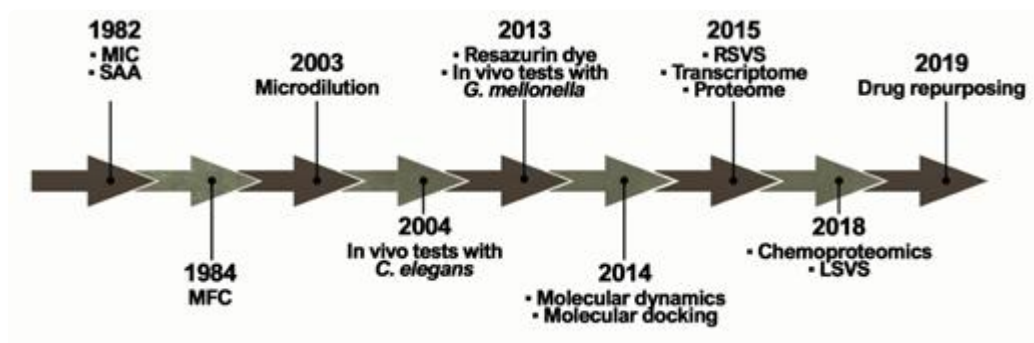 1982
▪ MIC
▪ SAA
1984
MFC
2003
Microdilution
2004
In vivo tests with
C. elegans
2013
▪ Resazurin dye
▪ In vivo tests with
G. mellonella
2014
▪ Molecular dynamics
▪ Molecular docking
2015
▪ RSVS
▪ Transcriptome
▪ Proteome
2018
▪ Chemoproteomics
▪ LSVS
2019
Drug repurposing